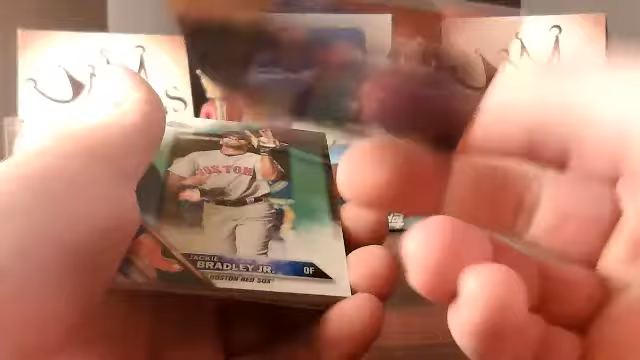 BOSTON
JACKIE
BRADLEY JR.
OF
BOSTON RED SOX